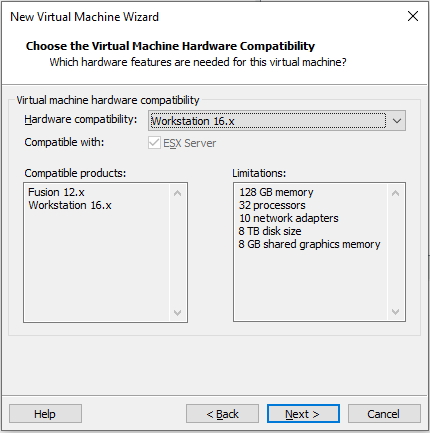 New Virtual Machine Wizard
Choose the Virtual Machine Hardware Compatibility
Which hardware features are needed for this virtual machine?
Virtual machine hardware compatibility
Hardware compatibility: Workstation 16.x
Compatible with: ESX Server
Compatible products: Limitations:
Fusion 12.x
Workstation 16.x
128 GB memory
32 processors
10 network adapters
8 TB disk size
8 GB shared graphics memory
Help < Back Next > Cancel